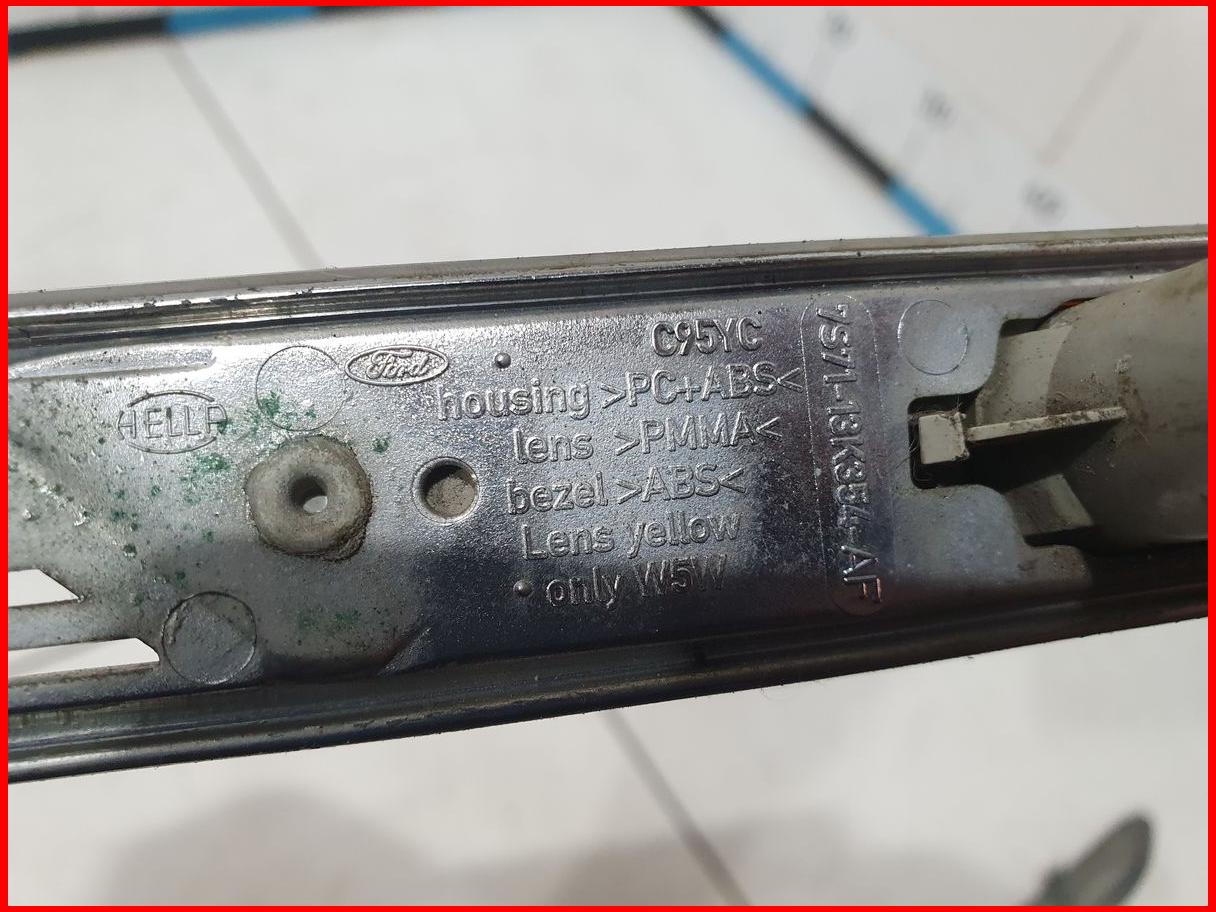 HELLA
Ford
C95YC
housing >PC+ABS<
lens >PMMA<
bezel >ABS<
Lens yellow
only W5W
7S71-13K354-AF